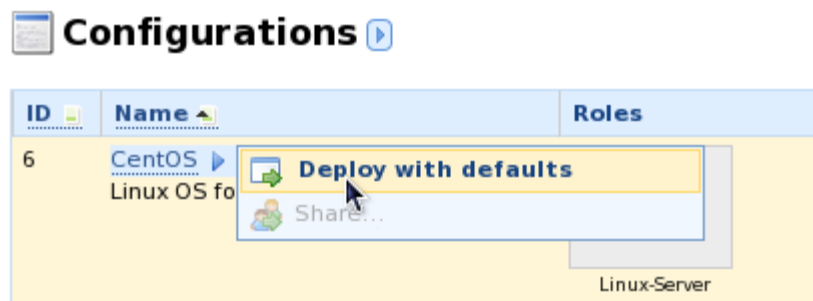 Configurations
ID Name Roles
6 CentOS Deploy with defaults
Linux OS fo Share...
Linux-Server